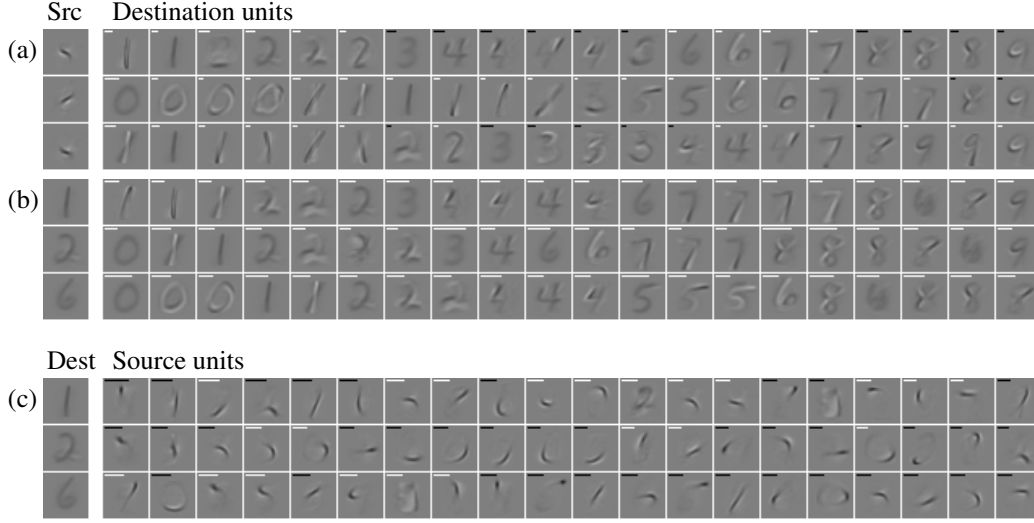 Src Destination units
(a)
(b)
Dest Source units
(c)